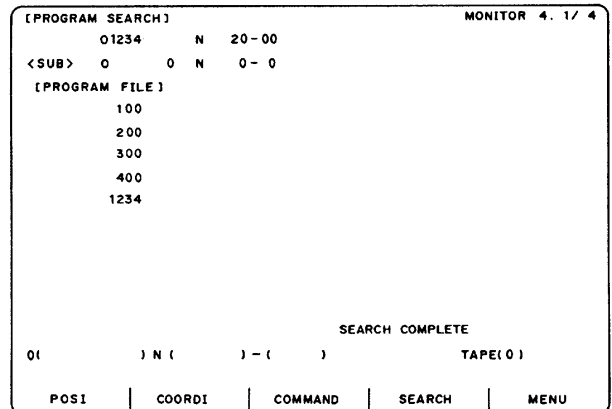 [PROGRAM SEARCH] MONITOR 4. 1/ 4
O1234 N 20-00
<SUB> O 0 N 0- 0
[PROGRAM FILE]
100
200
300
400
1234
SEARCH COMPLETE
O( ) N ( ) - ( ) TAPE(0)
POSI COORDI COMMAND SEARCH MENU